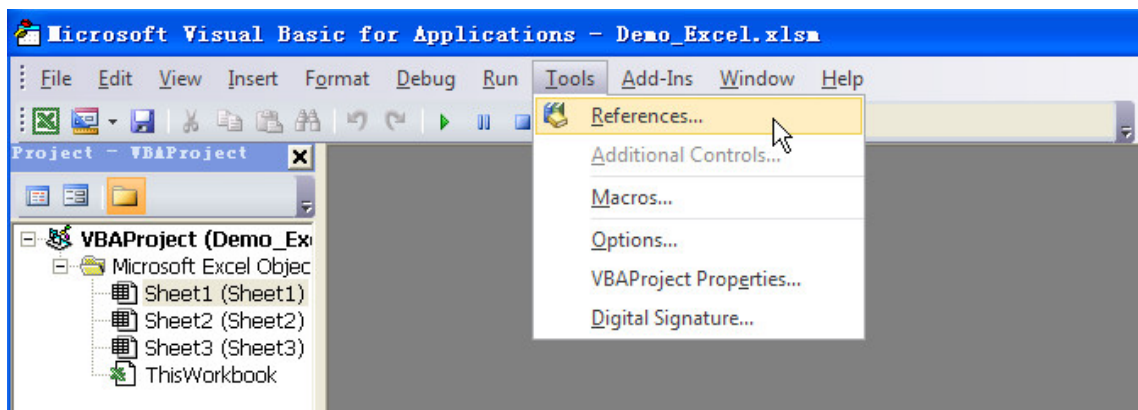 Microsoft Visual Basic for Applications - Demo_Excel.xlsm
File Edit View Insert Format Debug Run Tools Add-Ins Window Help
References...
Project - VBAProject
Additional Controls...
Macros...
VBAProject (Demo_Ex
Options...
Microsoft Excel Objec
VBAProject Properties...
Sheet1 (Sheet1)
Digital Signature...
Sheet2 (Sheet2)
Sheet3 (Sheet3)
ThisWorkbook